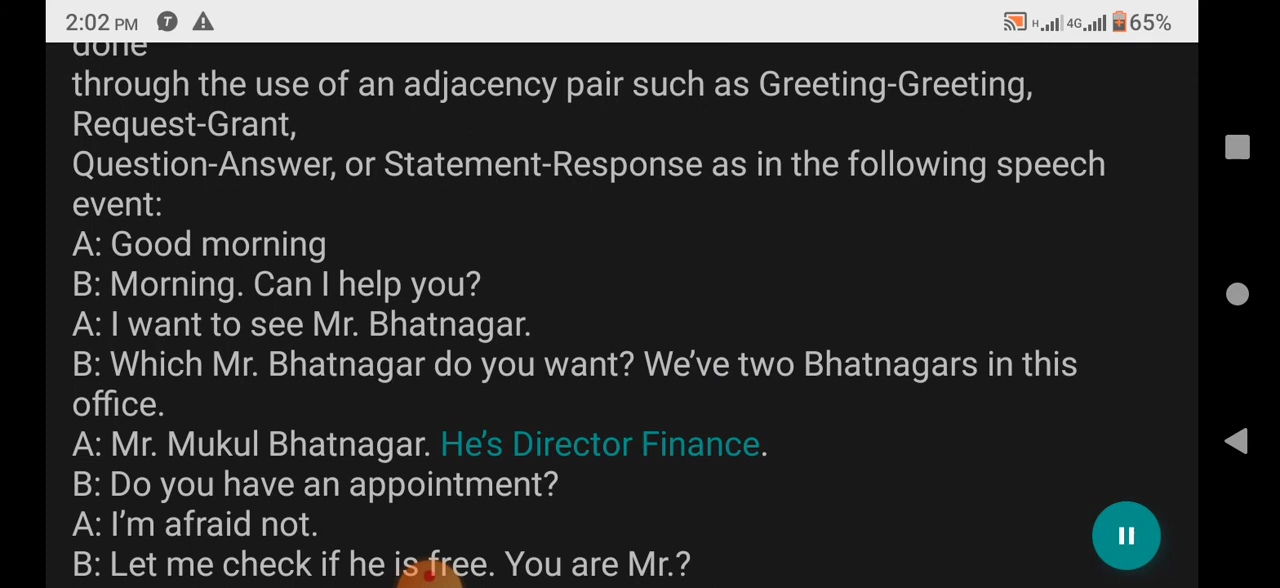 2:02 PM
H 4G 65%
done
through the use of an adjacency pair such as Greeting-Greeting,
Request-Grant,
Question-Answer, or Statement-Response as in the following speech
event:
A: Good morning
B: Morning. Can I help you?
A: I want to see Mr. Bhatnagar.
B: Which Mr. Bhatnagar do you want? We’ve two Bhatnagars in this
office.
A: Mr. Mukul Bhatnagar. He’s Director Finance.
B: Do you have an appointment?
A: I’m afraid not.
B: Let me check if he is free. You are Mr.?